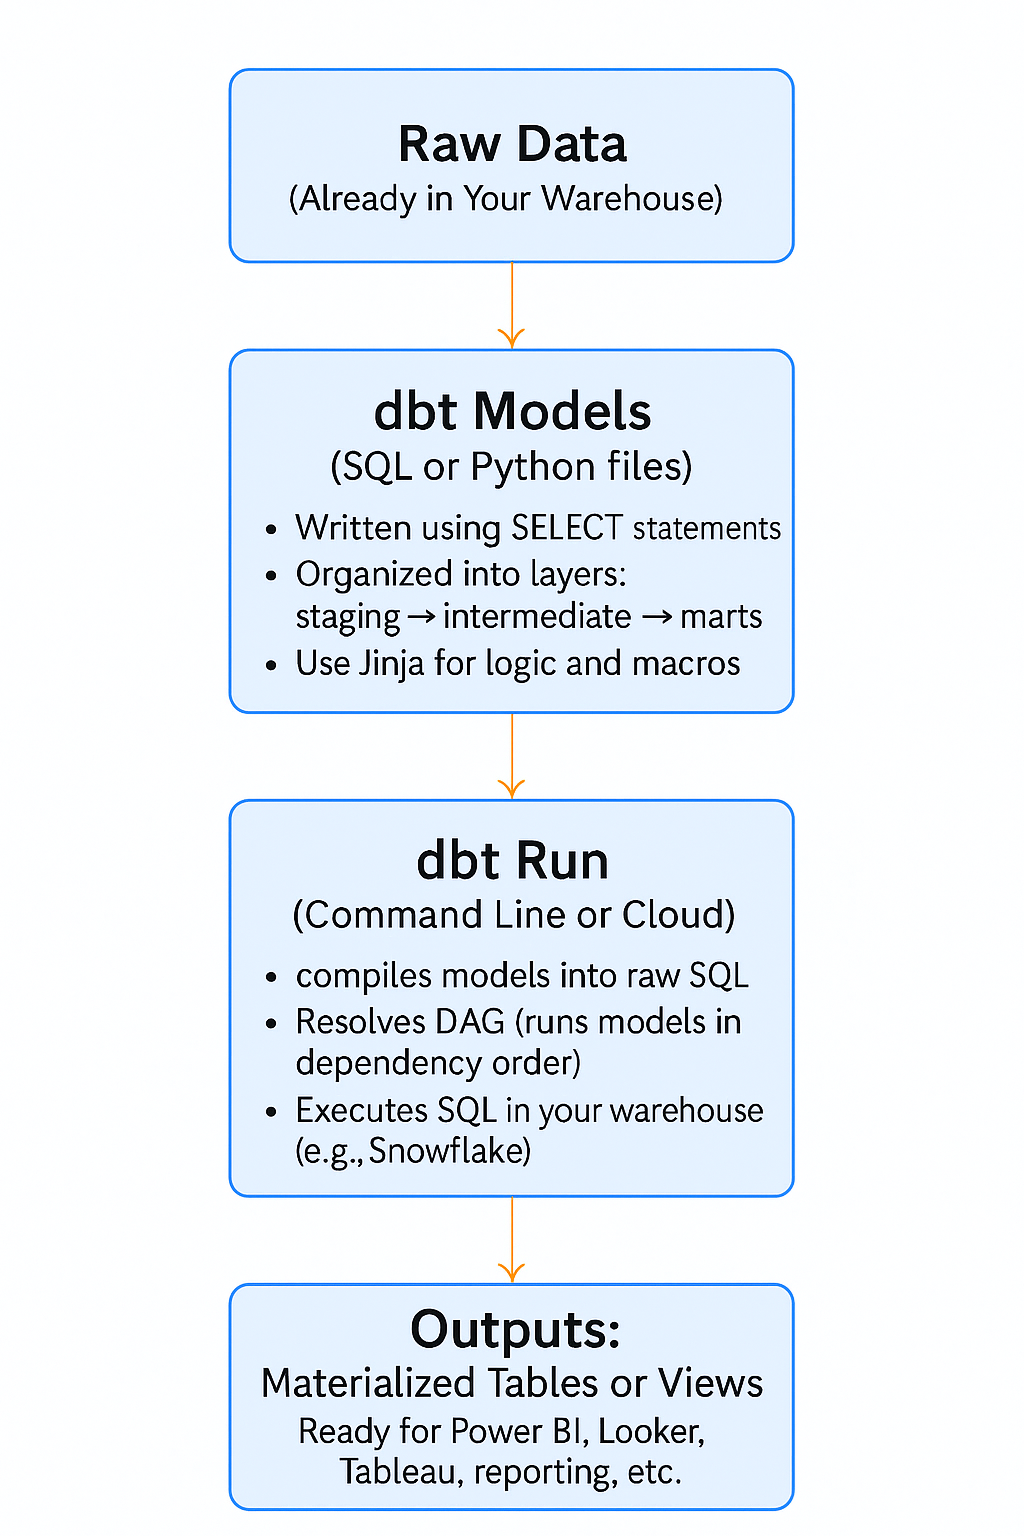 Raw Data
(Already in Your Warehouse)
dbt Models
(SQL or Python files)
• Written using SELECT statements
• Organized into layers:
staging → intermediate → marts
• Use Jinja for logic and macros
dbt Run
(Command Line or Cloud)
• compiles models into raw SQL
• Resolves DAG (runs models in
dependency order)
• Executes SQL in your warehouse
(e.g., Snowflake)
Outputs:
Materialized Tables or Views
Ready for Power BI, Looker,
Tableau, reporting, etc.